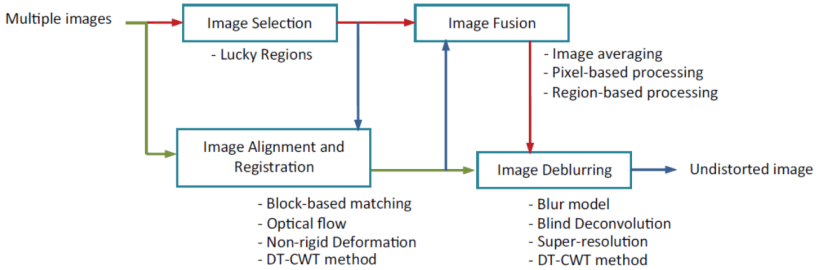 Multiple images
Image Selection
- Lucky Regions
Image Fusion
- Image averaging
- Pixel-based processing
- Region-based processing
Image Alignment and
Registration
- Block-based matching
- Optical flow
- Non-rigid Deformation
- DT-CWT method
Image Deblurring
- Blur model
- Blind Deconvolution
- Super-resolution
- DT-CWT method
Undistorted image